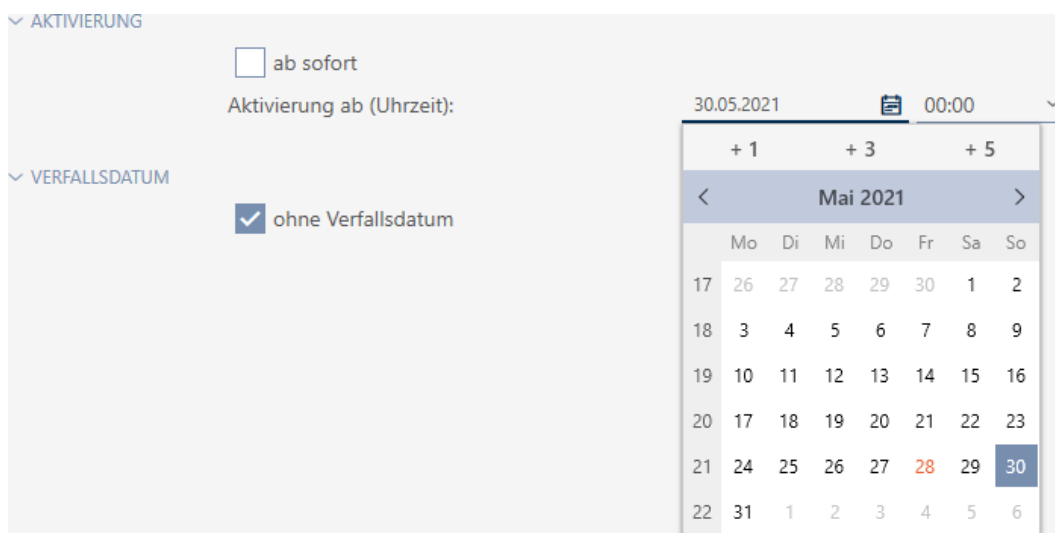 AKTIVIERUNG
ab sofort
Aktivierung ab (Uhrzeit): 30.05.2021 00:00
+ 1 + 3 + 5
VERFALLSDATUM
ohne Verfallsdatum
Mai 2021
Mo Di Mi Do Fr Sa So
17 26 27 28 29 30 1 2
18 3 4 5 6 7 8 9
19 10 11 12 13 14 15 16
20 17 18 19 20 21 22 23
21 24 25 26 27 28 29 30
22 31 1 2 3 4 5 6